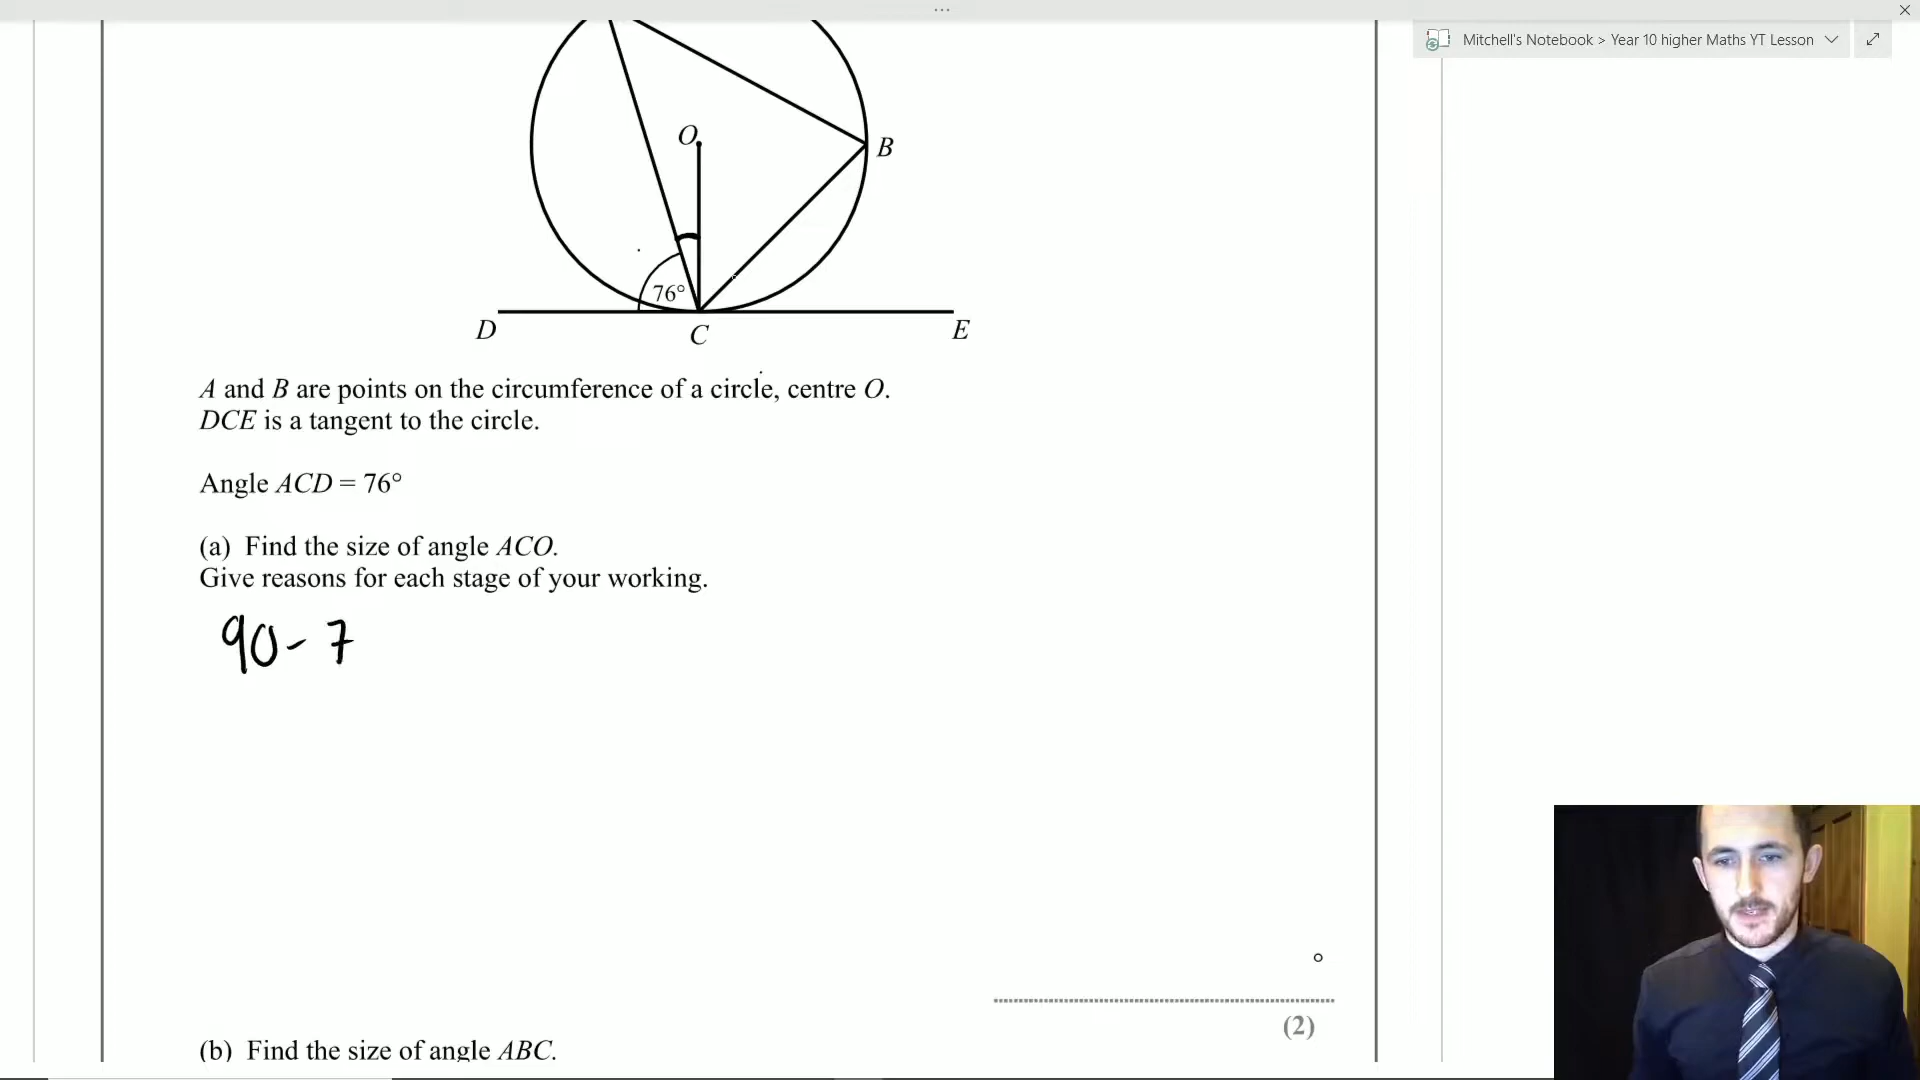 Mitchell's Notebook > Year 10 higher Maths YT Lesson
O
B
76°
D
C
E
A and B are points on the circumference of a circle, centre O.
DCE is a tangent to the circle.
Angle ACD = 76°
(a) Find the size of angle ACO.
Give reasons for each stage of your working.
90 - 7
°
(2)
(b) Find the size of angle ABC.